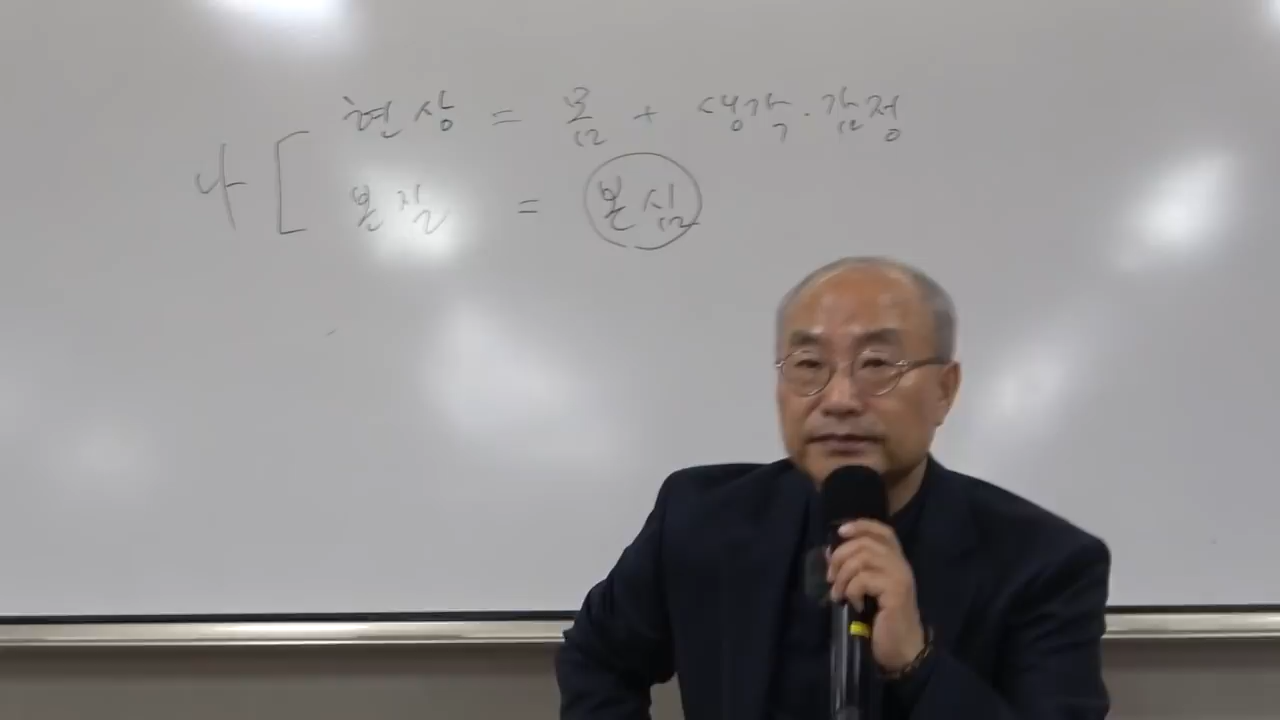 현상 = 몸 + 생각·감정
나 [
본질 = 본심